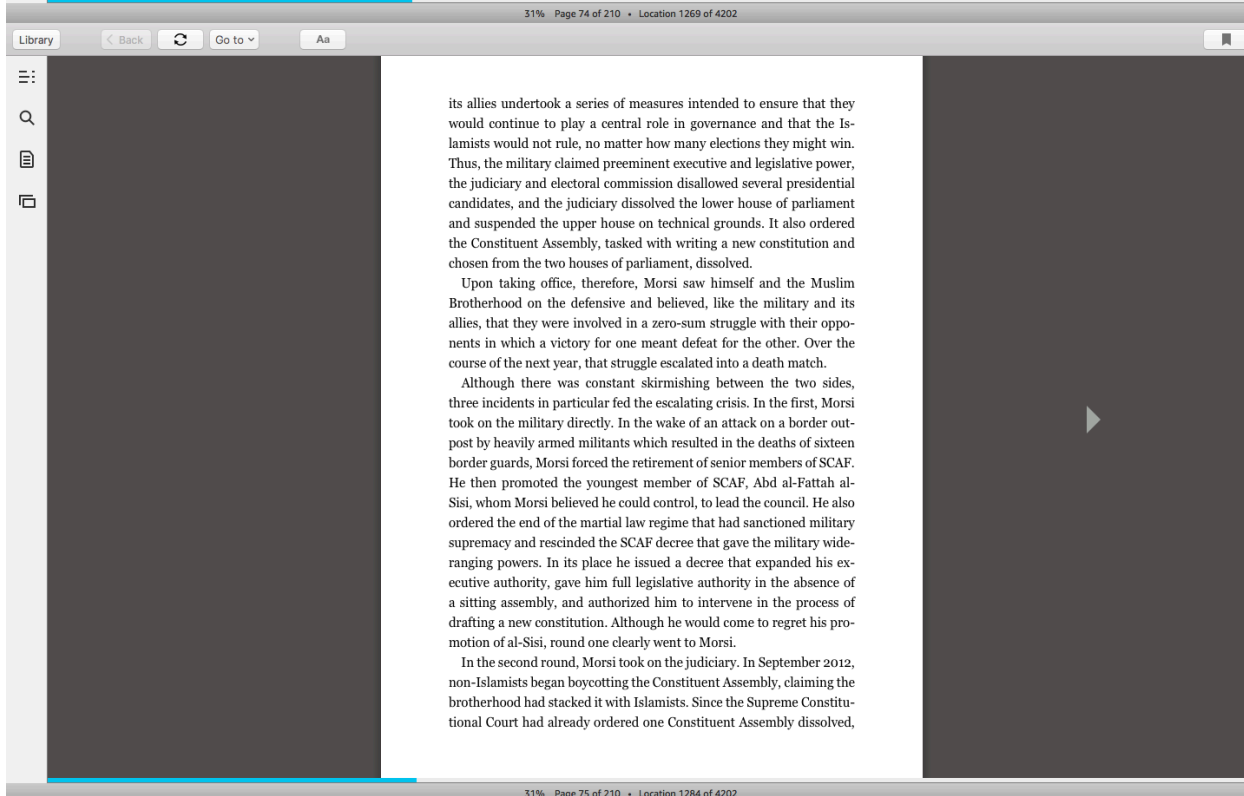 31% Page 74 of 210 • Location 1269 of 4202
Library
< Back
Go to
Aa
its allies undertook a series of measures intended to ensure that they
would continue to play a central role in governance and that the Is-
lamists would not rule, no matter how many elections they might win.
Thus, the military claimed preeminent executive and legislative power,
the judiciary and electoral commission disallowed several presidential
candidates, and the judiciary dissolved the lower house of parliament
and suspended the upper house on technical grounds. It also ordered
the Constituent Assembly, tasked with writing a new constitution and
chosen from the two houses of parliament, dissolved.
Upon taking office, therefore, Morsi saw himself and the Muslim
Brotherhood on the defensive and believed, like the military and its
allies, that they were involved in a zero-sum struggle with their oppo-
nents in which a victory for one meant defeat for the other. Over the
course of the next year, that struggle escalated into a death match.
Although there was constant skirmishing between the two sides,
three incidents in particular fed the escalating crisis. In the first, Morsi
took on the military directly. In the wake of an attack on a border out-
post by heavily armed militants which resulted in the deaths of sixteen
border guards, Morsi forced the retirement of senior members of SCAF.
He then promoted the youngest member of SCAF, Abd al-Fattah al-
Sisi, whom Morsi believed he could control, to lead the council. He also
ordered the end of the martial law regime that had sanctioned military
supremacy and rescinded the SCAF decree that gave the military wide-
ranging powers. In its place he issued a decree that expanded his ex-
ecutive authority, gave him full legislative authority in the absence of
a sitting assembly, and authorized him to intervene in the process of
drafting a new constitution. Although he would come to regret his pro-
motion of al-Sisi, round one clearly went to Morsi.
In the second round, Morsi took on the judiciary. In September 2012,
non-Islamists began boycotting the Constituent Assembly, claiming the
brotherhood had stacked it with Islamists. Since the Supreme Constitu-
tional Court had already ordered one Constituent Assembly dissolved,
31% Page 75 of 210 • Location 1284 of 4202